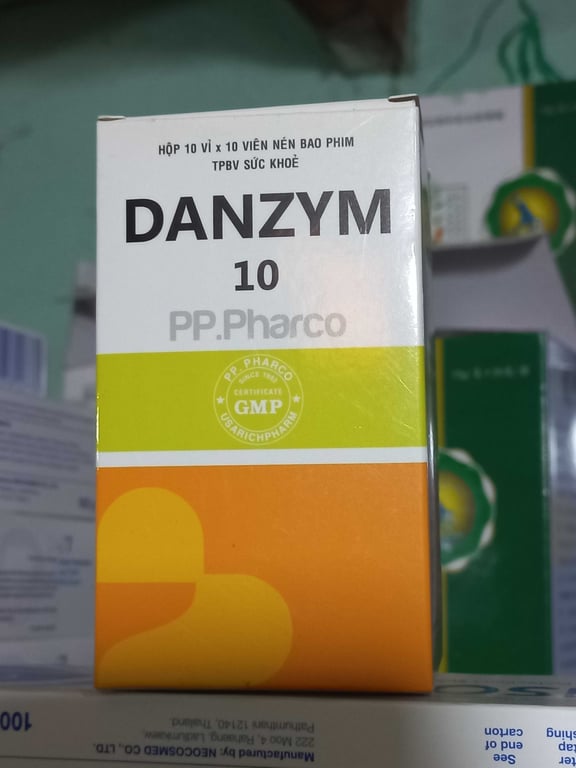 HỘP 10 VỈ x 10 VIÊN NÉN BAO PHIM
TPBV SỨC KHOẺ
DANZYM
10
PP.Pharco
PP. PHARCO
SINCE 1982
CERTIFICATE
GMP
USARICHPHARM
Manufactured by: NEOCOSMED CO., LTD.
222 Moo 4, Rahaeng, Ladlumkaew,
Pathumthani 12140, Thailand.
See
end of
carton
100